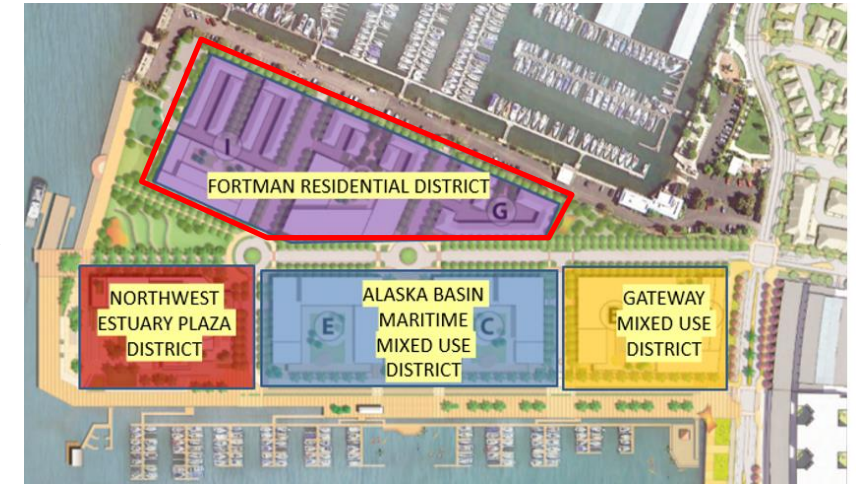 I
FORTMAN RESIDENTIAL DISTRICT
G
NORTHWEST
ESTUARY PLAZA
DISTRICT
E
ALASKA BASIN
MARITIME
MIXED USE
DISTRICT
C
GATEWAY
MIXED USE
DISTRICT